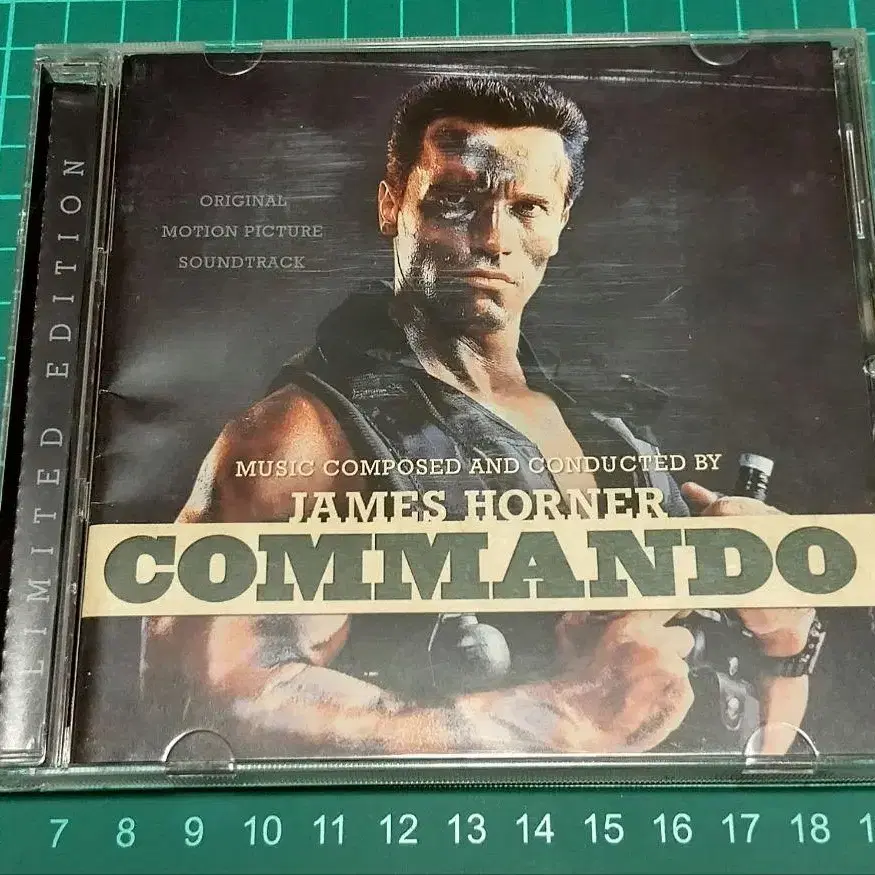 LIMITED EDITION
ORIGINAL
MOTION PICTURE
SOUNDTRACK
MUSIC COMPOSED AND CONDUCTED BY
JAMES HORNER
COMMANDO
7 8 9 10 11 12 13 14 15 16 17 18